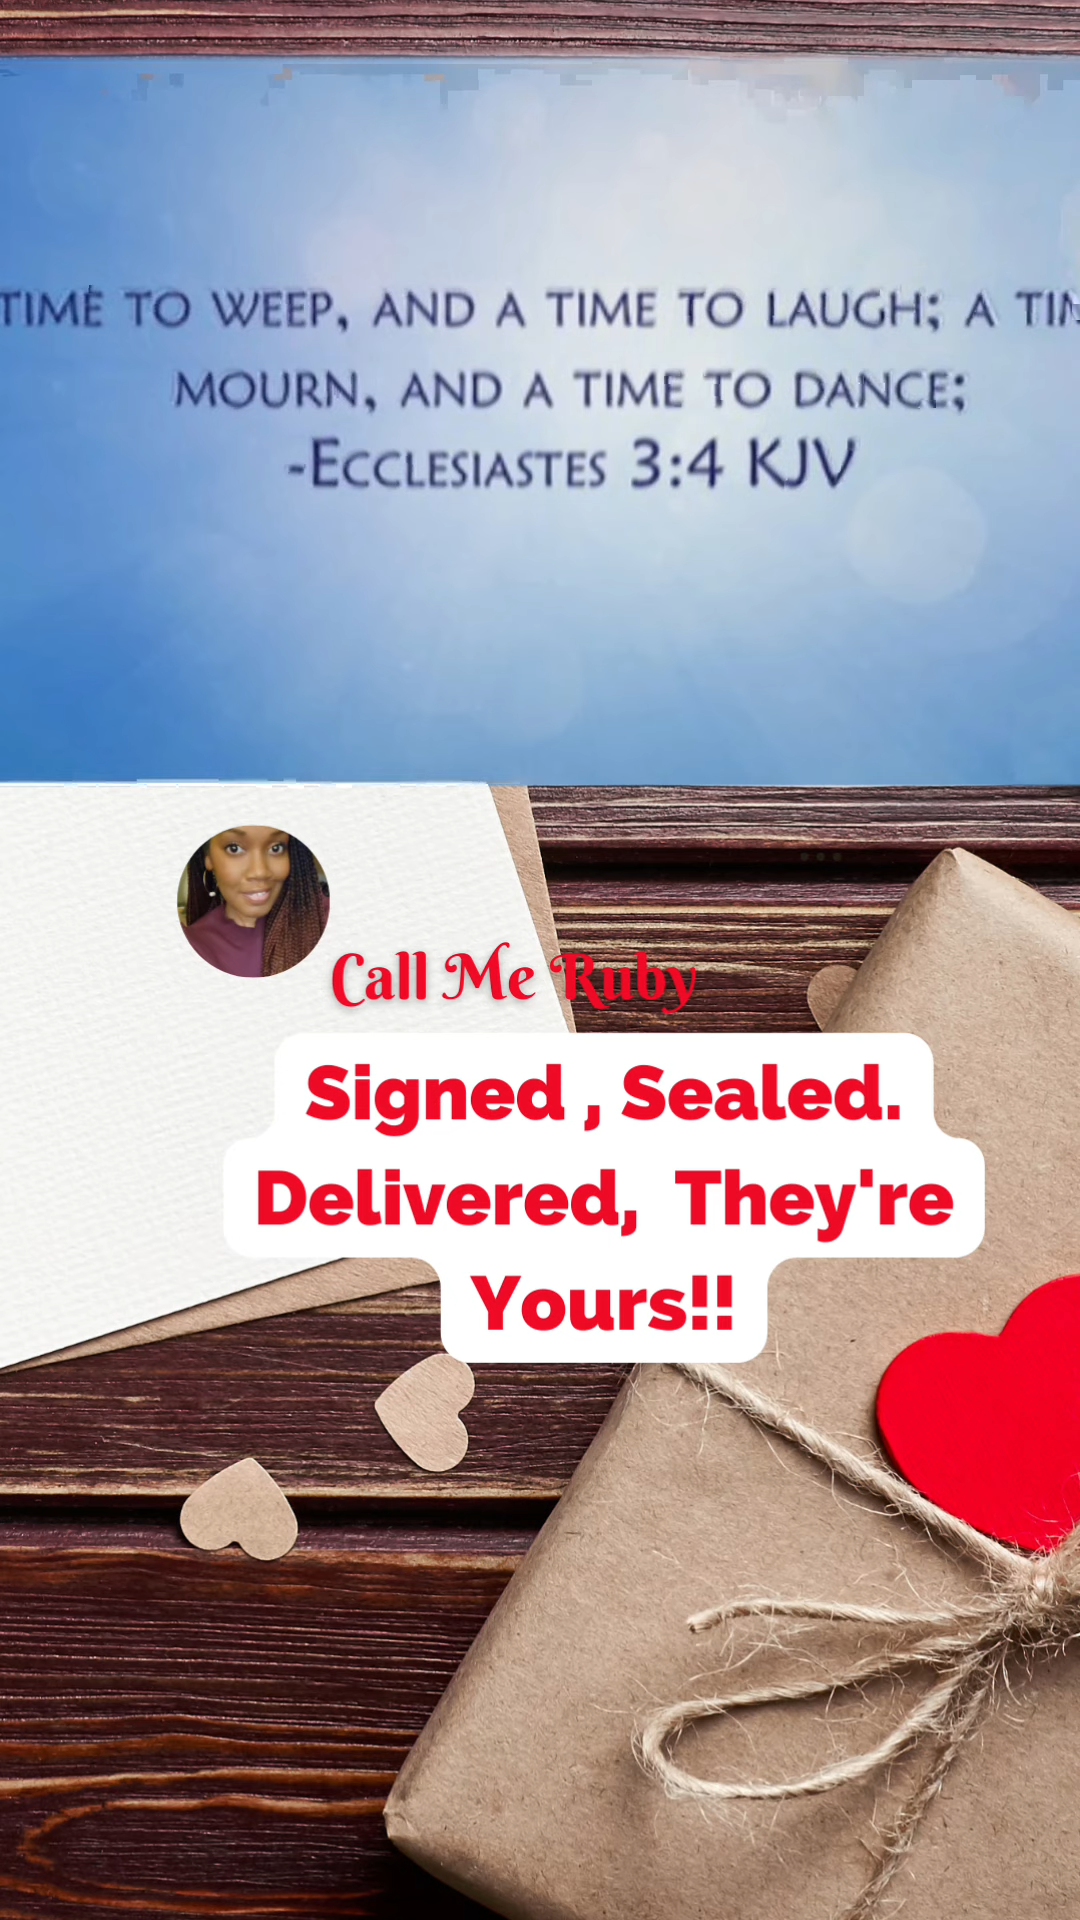 TIME TO WEEP, AND A TIME TO LAUGH; A TIM
MOURN, AND A TIME TO DANCE;
-ECCLESIASTES 3:4 KJV
Call Me Ruby
Signed , Sealed.
Delivered, They're
Yours!!